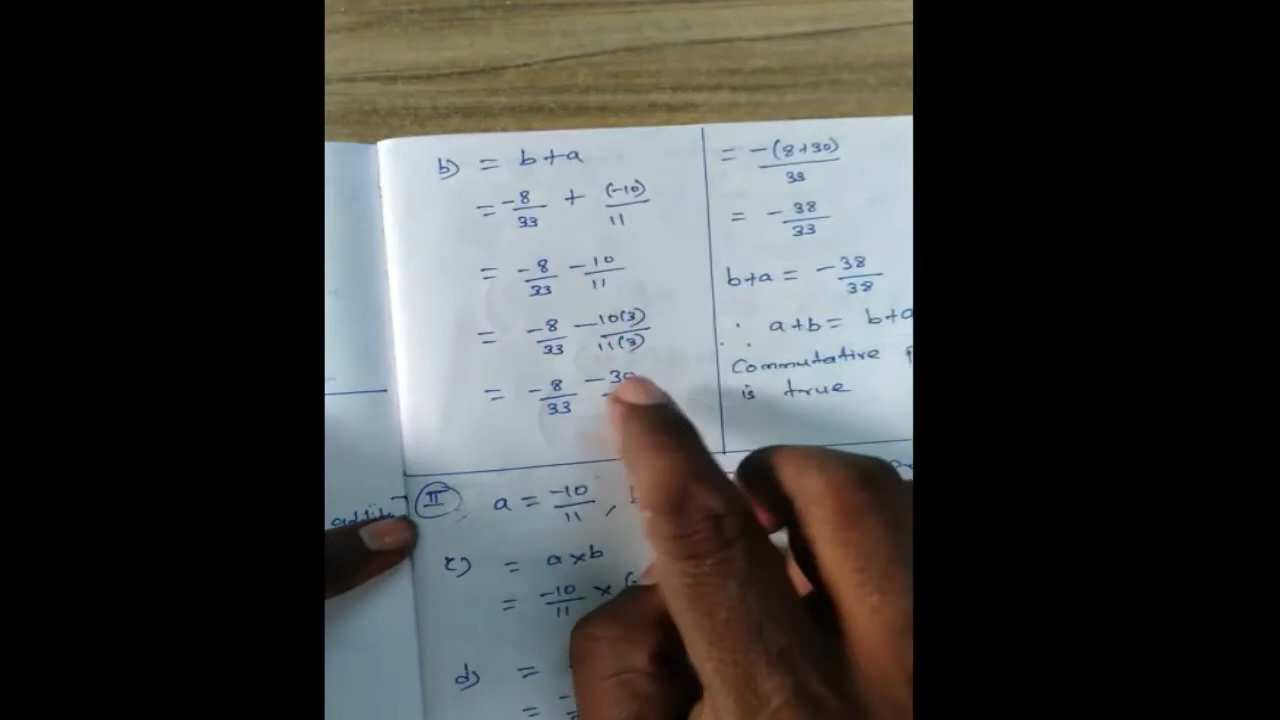 b) = b+a
= -8/33 + (-10)/11
= -8/33 - 10/11
= -8/33 - 10(3)/11(3)
= -8/33 - 30
= -(8+30)/33
= - 38/33
b+a = - 38/38
∴ a+b = b+a
Commutative
is true
additi
II a = -10/11 ,
c) = a×b
= -10/11 × (
d) =
=